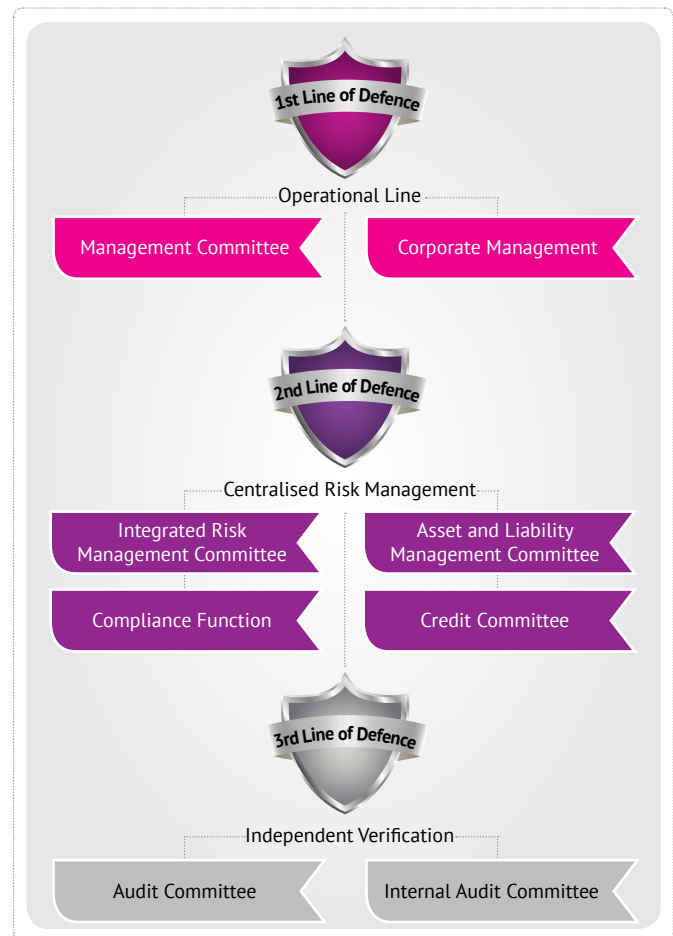 1st Line of Defence
Operational Line
Management Committee
Corporate Management
2nd Line of Defence
Centralised Risk Management
Integrated Risk
Management Committee
Asset and Liability
Management Committee
Compliance Function
Credit Committee
3rd Line of Defence
Independent Verification
Audit Committee
Internal Audit Committee